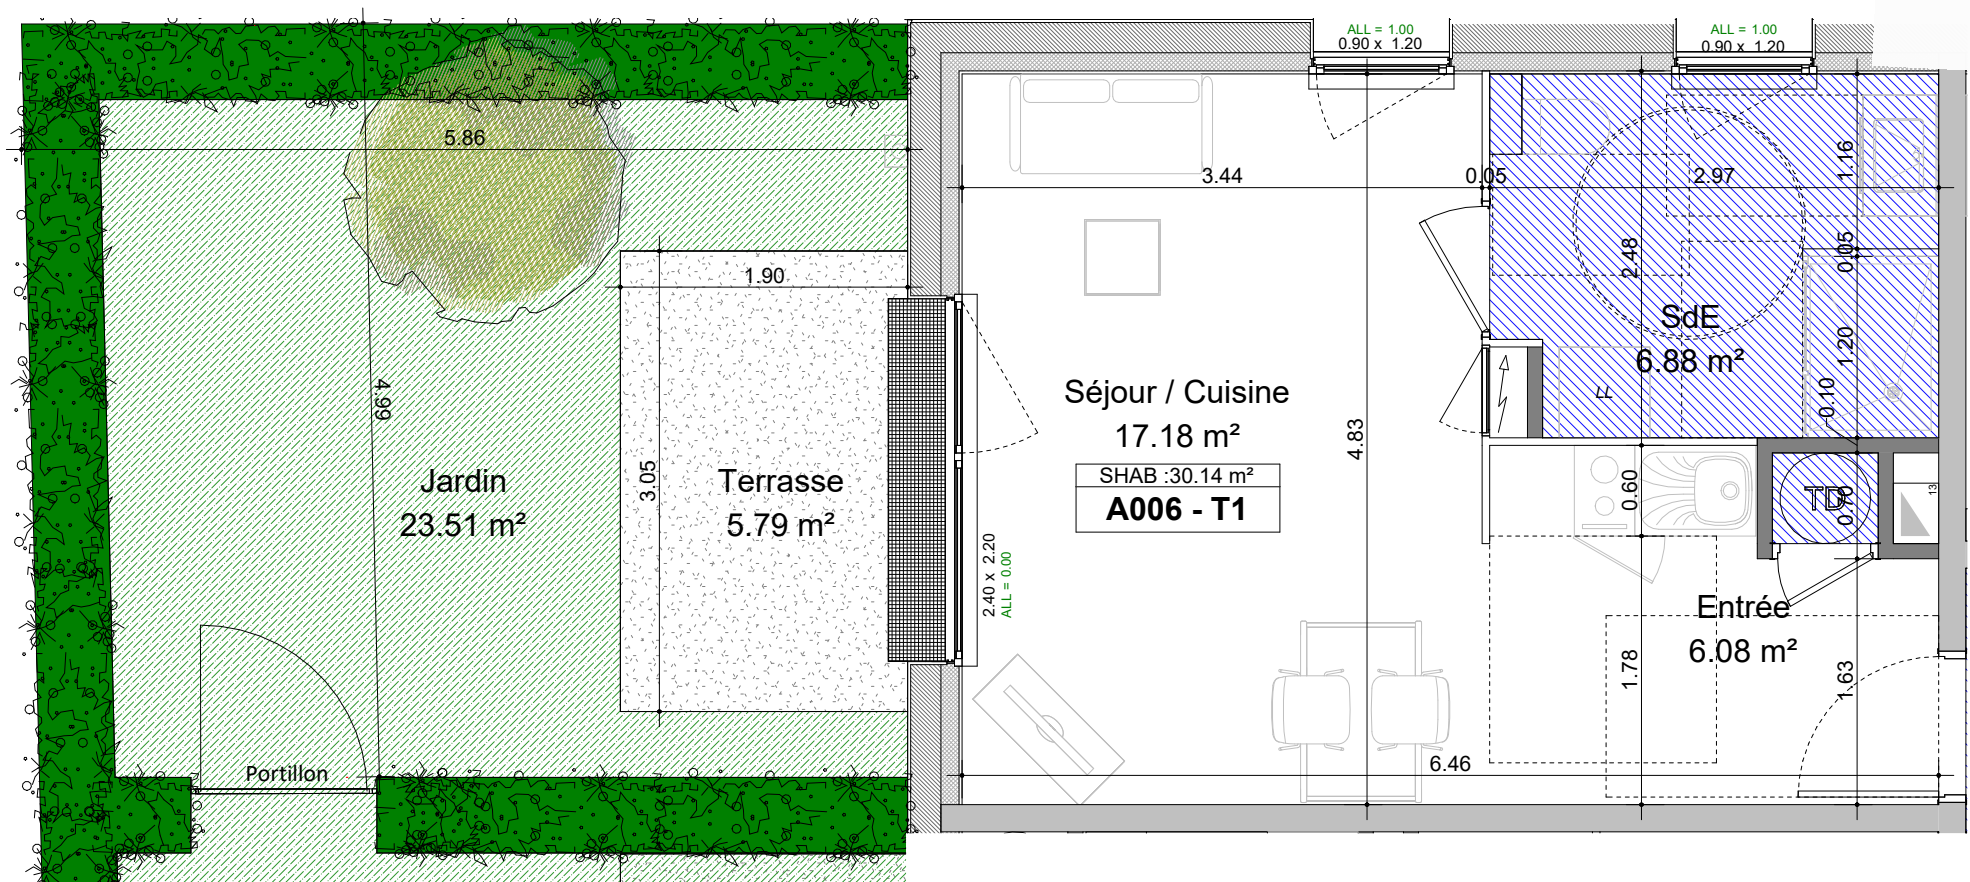 ALL = 1.00
0.90 x 1.20
ALL = 1.00
0.90 x 1.20
5.86
3.44
0.05
2.97
1.16
1.90
2.48
0.05
SdE
6.88 m²
1.20
0.10
4.99
Séjour / Cuisine
17.18 m²
SHAB :30.14 m²
A006 - T1
4.83
Jardin
23.51 m²
3.05
Terrasse
5.79 m²
2.40 x 2.20
ALL = 0.00
0.60
TD
0.70
13
Entrée
6.08 m²
1.78
1.63
Portillon
6.46